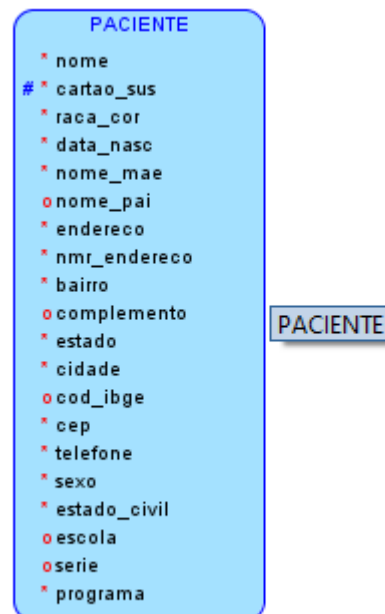 PACIENTE
* nome
# * cartao_sus
* raca_cor
* data_nasc
* nome_mae
o nome_pai
* endereco
* nmr_endereco
* bairro
o complemento
* estado
* cidade
o cod_ibge
* cep
* telefone
* sexo
* estado_civil
o escola
o serie
* programa
PACIENTE